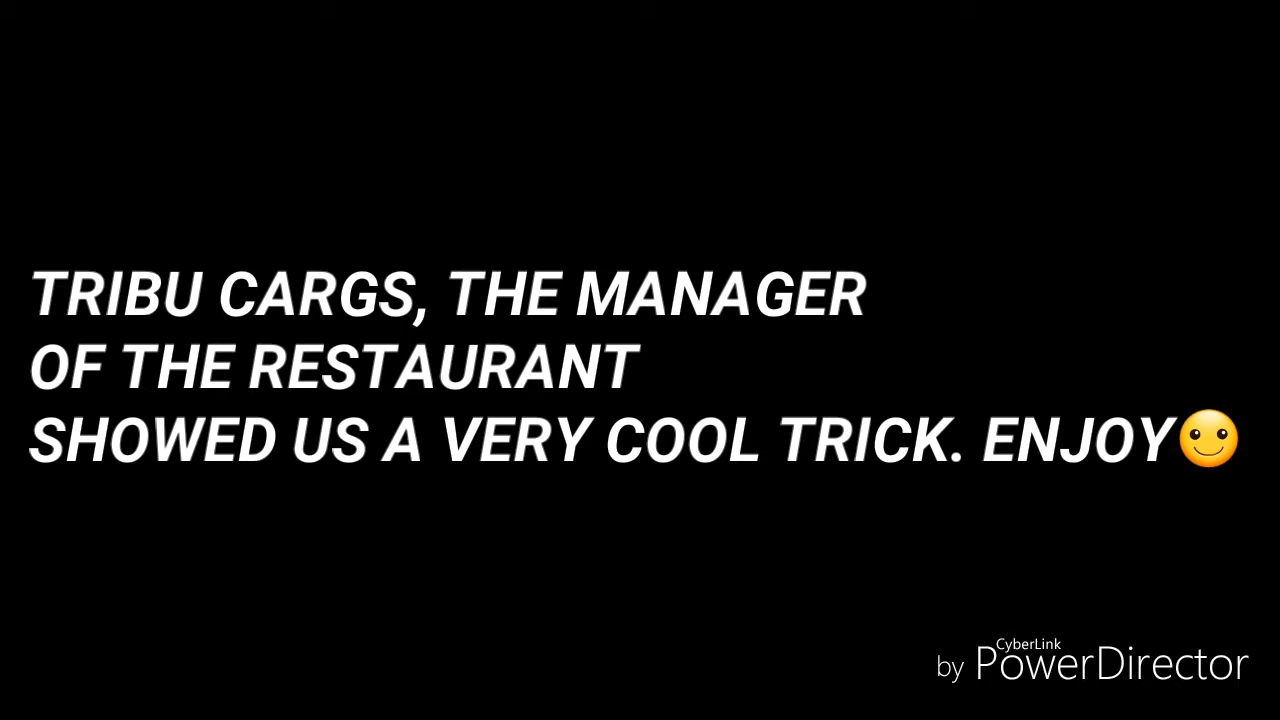 TRIBU CARGS, THE MANAGER
OF THE RESTAURANT
SHOWED US A VERY COOL TRICK. ENJOY🙂
CyberLink
by PowerDirector